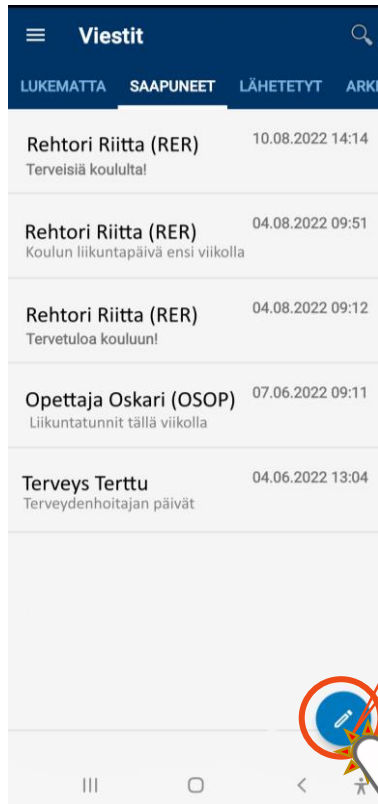 Viestit
LUKEMATTA SAAPUNEET LÄHETETYT ARKI
Rehtori Riitta (RER) 10.08.2022 14:14
Terveisiä koululta!
Rehtori Riitta (RER) 04.08.2022 09:51
Koulun liikuntapäivä ensi viikolla
Rehtori Riitta (RER) 04.08.2022 09:12
Tervetuloa kouluun!
Opettaja Oskari (OSOP) 07.06.2022 09:11
Liikuntatunnit tällä viikolla
Terveys Terttu 04.06.2022 13:04
Terveydenhoitajan päivät